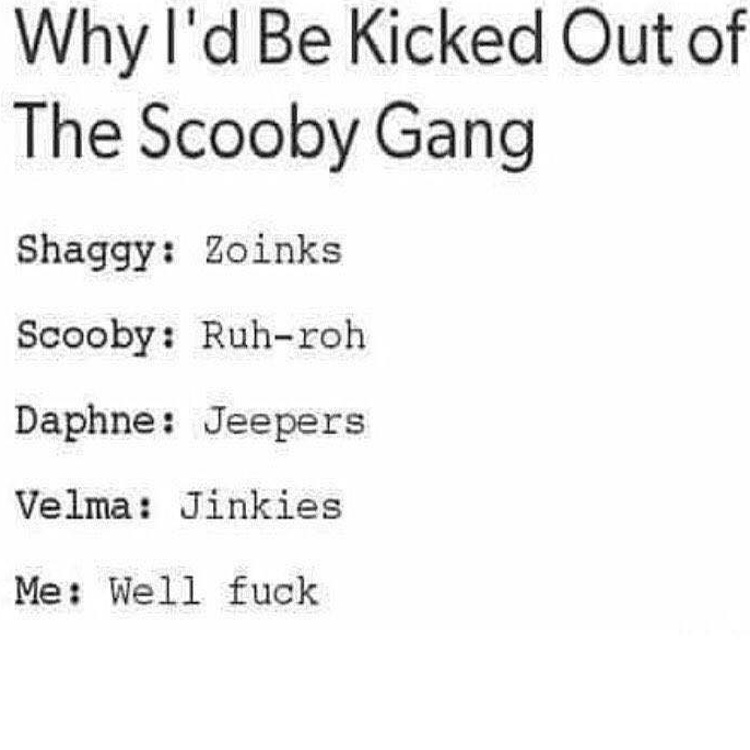 Why I'd Be Kicked Out of
The Scooby Gang
Shaggy: Zoinks
Scooby: Ruh-roh
Daphne: Jeepers
Velma: Jinkies
Me: Well fuck